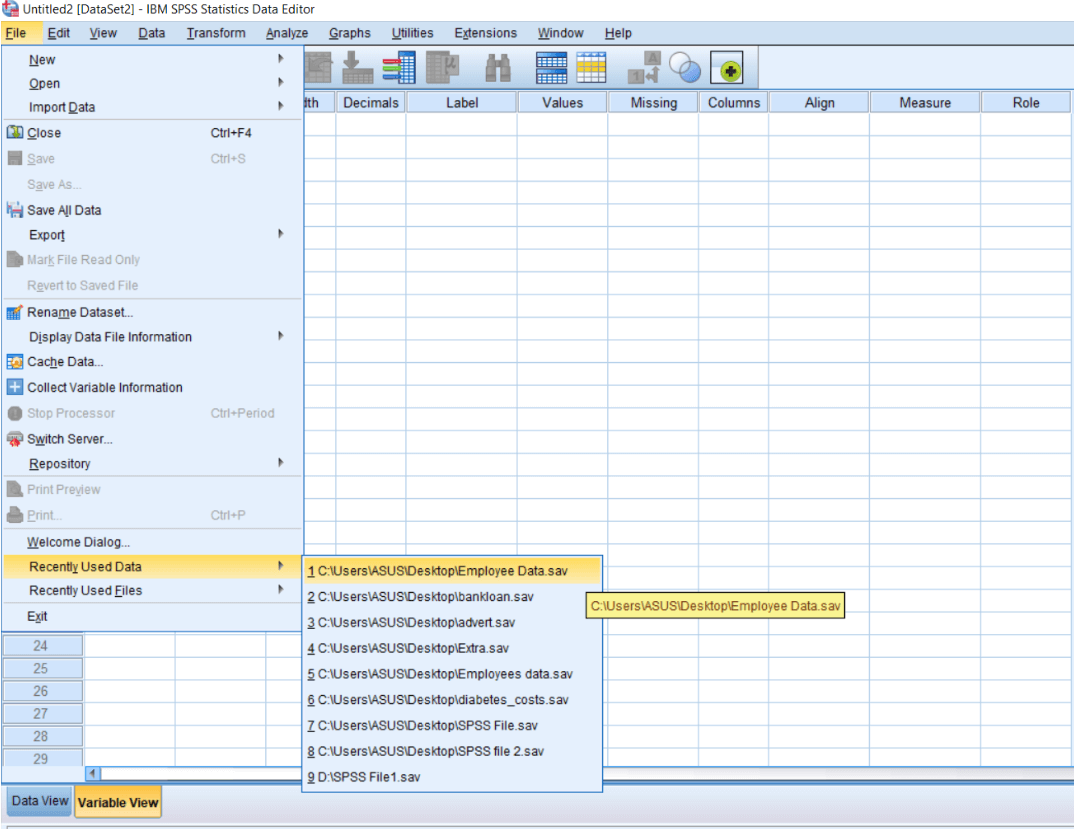 Untitled2 [DataSet2] - IBM SPSS Statistics Data Editor
File Edit View Data Transform Analyze Graphs Utilities Extensions Window Help
New
Open
Import Data
Close Ctrl+F4
Save Ctrl+S
Save As...
Save All Data
Export
Mark File Read Only
Revert to Saved File
Rename Dataset...
Display Data File Information
Cache Data...
Collect Variable Information
Stop Processor Ctrl+Period
Switch Server...
Repository
Print Preview
Print... Ctrl+P
Welcome Dialog...
Recently Used Data
Recently Used Files
Exit
dth Decimals Label Values Missing Columns Align Measure Role
1 C:\Users\ASUS\Desktop\Employee Data.sav
2 C:\Users\ASUS\Desktop\bankloan.sav
3 C:\Users\ASUS\Desktop\advert.sav
4 C:\Users\ASUS\Desktop\Extra.sav
5 C:\Users\ASUS\Desktop\Employees data.sav
6 C:\Users\ASUS\Desktop\diabetes_costs.sav
7 C:\Users\ASUS\Desktop\SPSS File.sav
8 C:\Users\ASUS\Desktop\SPSS file 2.sav
9 D:\SPSS File1.sav
C:\Users\ASUS\Desktop\Employee Data.sav
24
25
26
27
28
29
Data View Variable View